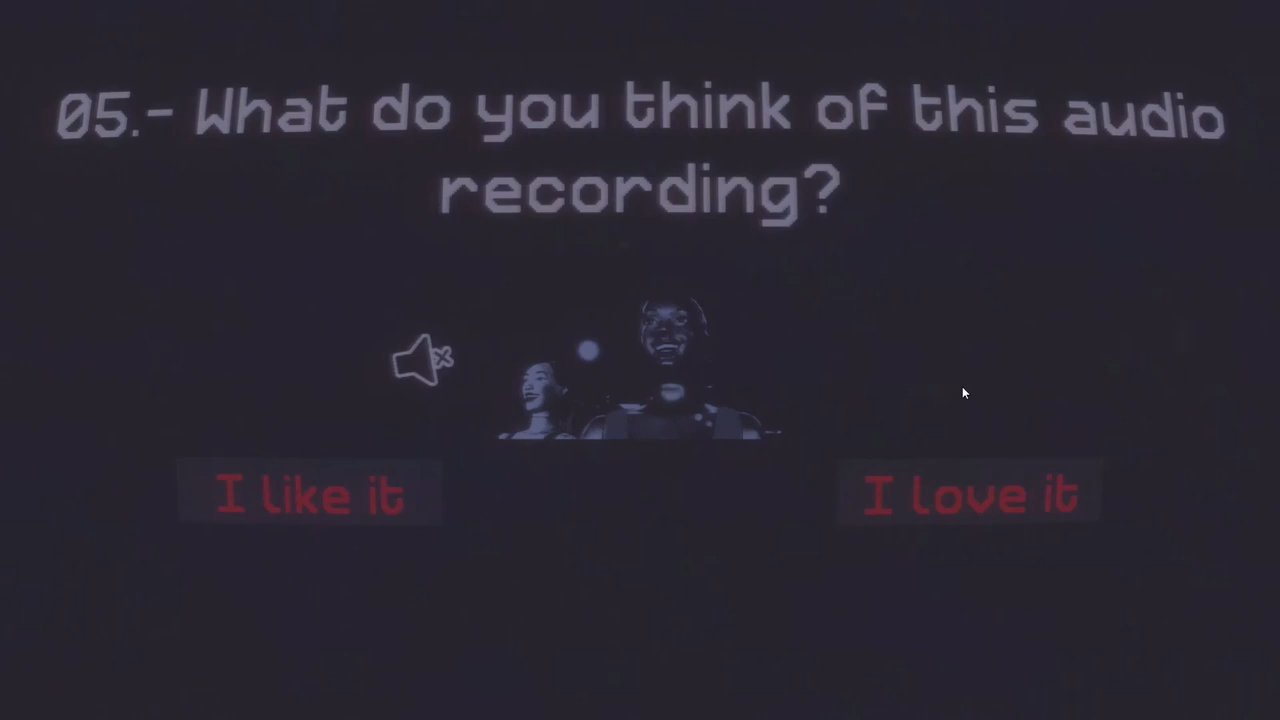 05.- What do you think of this audio
recording?
I like it
I love it